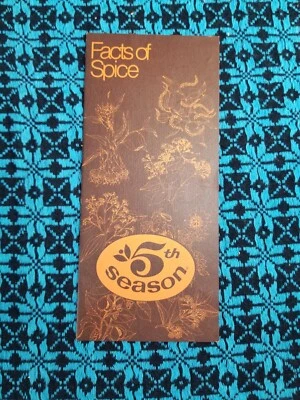 Facts of
Spice
5th
season